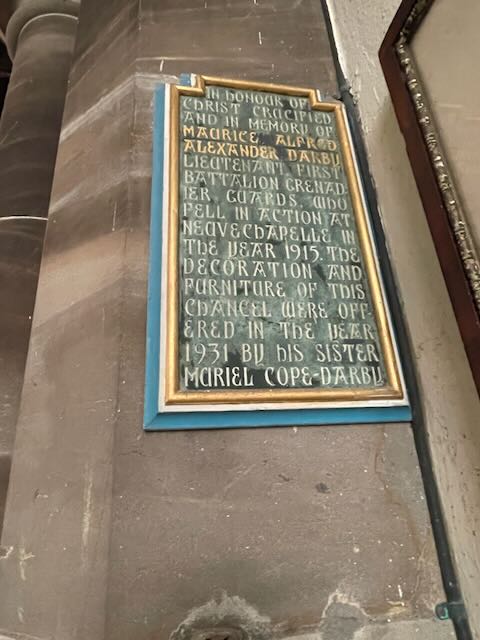 IN HONOUR OF
CHRIST CRUCIFIED
AND IN MEMORY OF
MAURICE ALFRED
ALEXANDER DARBY
LIEUTENANT FIRST
BATTALION GRENAD-
IER GUARDS. WHO
FELL IN ACTION AT
NEUVECHAPELLE IN
THE YEAR 1915. THE
DECORATION AND
FURNITURE OF THIS
CHANCEL WERE OFF-
ERED IN THE YEAR
1931 BY HIS SISTER
MURIEL COPE-DARBY